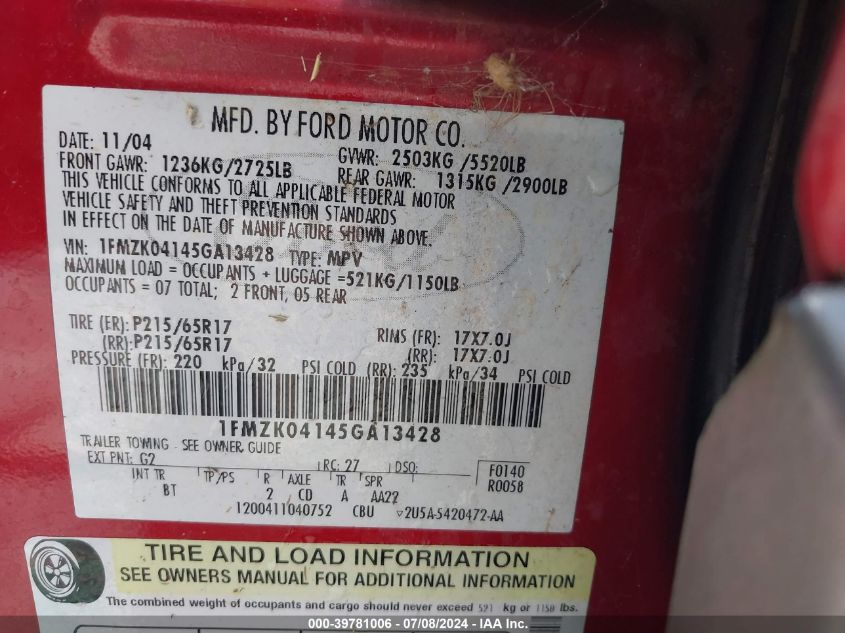 MFD. BY FORD MOTOR CO.
DATE: 11/04 GVWR: 2503KG /5520LB
FRONT GAWR: 1236KG/2725LB REAR GAWR: 1315KG /2900LB
THIS VEHICLE CONFORMS TO ALL APPLICABLE FEDERAL MOTOR
VEHICLE SAFETY AND THEFT PREVENTION STANDARDS
IN EFFECT ON THE DATE OF MANUFACTURE SHOWN ABOVE.
VIN: 1FMZK04145GA13428 TYPE: MPV
MAXIMUM LOAD = OCCUPANTS + LUGGAGE =521KG/1150LB
OCCUPANTS = 07 TOTAL; 2 FRONT, 05 REAR
TIRE (FR): P215/65R17 RIMS (FR): 17X7.0J
(RR): P215/65R17 (RR): 17X7.0J
PRESSURE (FR): 220 kPa/32 PSI COLD (RR): 235 kPa/34 PSI COLD
1FMZK04145GA13428
TRAILER TOWING - SEE OWNER GUIDE
EXT PNT: G2 RC: 27 DSO: F0140
INT TR TP/PS R AXLE TR SPR R0058
BT 2 CD A AA22
1200411040752 CBU ▽2U5A-5420472-AA
TIRE AND LOAD INFORMATION
SEE OWNERS MANUAL FOR ADDITIONAL INFORMATION
The combined weight of occupants and cargo should never exceed 521 kg or 1150 lbs.
000-39781006 - 07/08/2024 - IAA Inc.